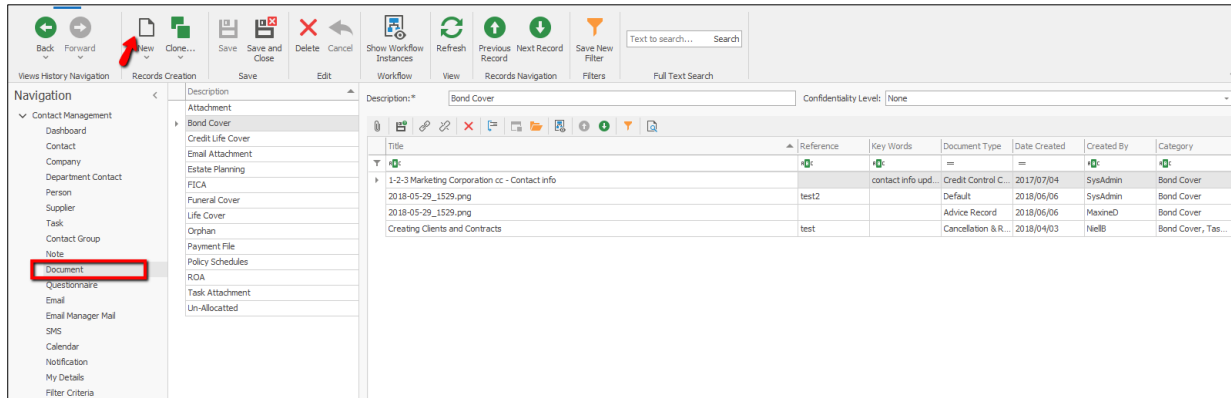 Back Forward New Clone... Save Save and Close Delete Cancel Show Workflow Instances Refresh Previous Record Next Record Save New Filter Text to search... Search
Views History Navigation Records Creation Save Edit Workflow View Records Navigation Filters Full Text Search
Navigation
Contact Management
Dashboard
Contact
Company
Department Contact
Person
Supplier
Task
Contact Group
Note
Document
Questionnaire
Email
Email Manager Mail
SMS
Calendar
Notification
My Details
Filter Criteria
Description
Attachment
Bond Cover
Credit Life Cover
Email Attachment
Estate Planning
FICA
Funeral Cover
Life Cover
Orphan
Payment File
Policy Schedules
ROA
Task Attachment
Un-Allocatted
Description:* Bond Cover Confidentiality Level: None
Title Reference Key Words Document Type Date Created Created By Category
1-2-3 Marketing Corporation cc - Contact info contact info upd... Credit Control C... 2017/07/04 SysAdmin Bond Cover
2018-05-29_1529.png test2 Default 2018/06/06 SysAdmin Bond Cover
2018-05-29_1529.png Advice Record 2018/06/06 MaxineD Bond Cover
Creating Clients and Contracts test Cancellation & R... 2018/04/03 NiellB Bond Cover, Tas...